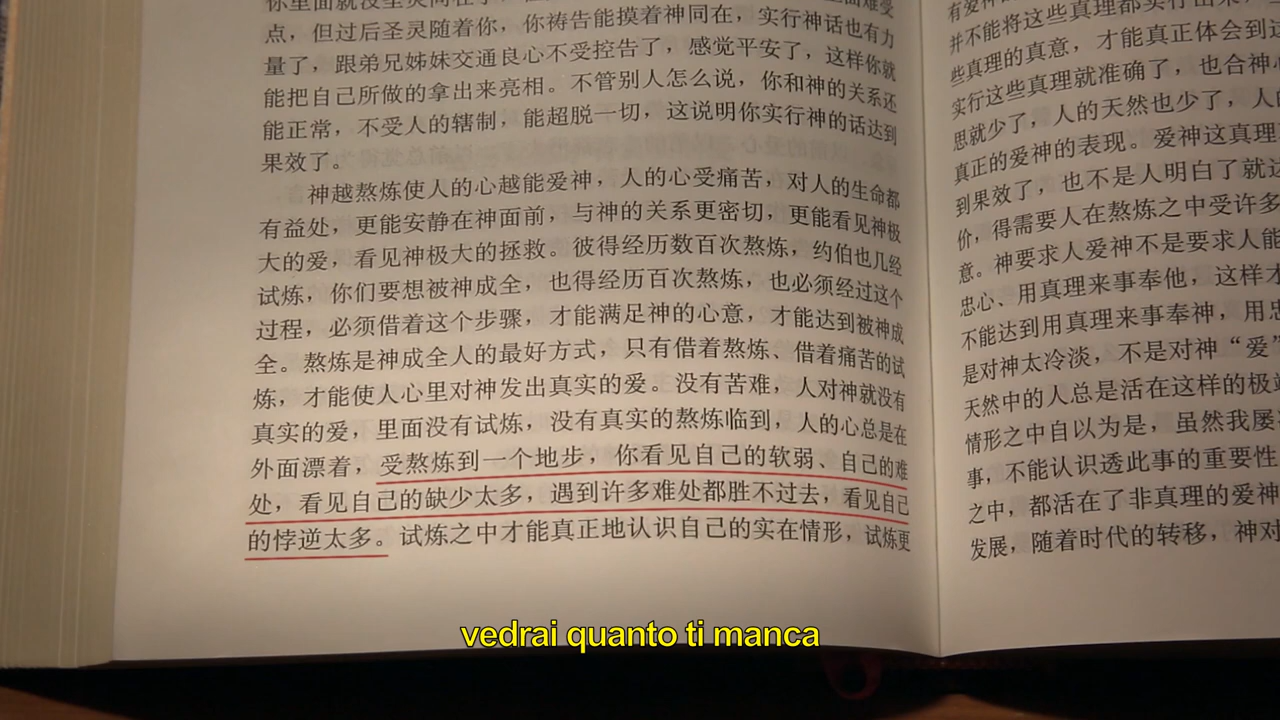 点，但过后圣灵随着你，你祷告能摸着神同在，实行神话也有力
量了，跟弟兄姊妹交通良心不受控告了，感觉平安了，这样你就
能把自己所做的拿出来亮相。不管别人怎么说，你和神的关系还
能正常，不受人的辖制，能超脱一切，这说明你实行神的话达到
果效了。
神越熬炼使人的心越能爱神，人的心受痛苦，对人的生命都
有益处，更能安静在神面前，与神的关系更密切，更能看见神极
大的爱，看见神极大的拯救。彼得经历数百次熬炼，约伯也几经
试炼，你们要想被神成全，也得经历百次熬炼，也必须经过这个
过程，必须借着这个步骤，才能满足神的心意，才能达到被神成
全。熬炼是神成全人的最好方式，只有借着熬炼、借着痛苦的试
炼，才能使人心里对神发出真实的爱。没有苦难，人对神就没有
真实的爱，里面没有试炼，没有真实的熬炼临到，人的心总是在
外面漂着，受熬炼到一个地步，你看见自己的软弱、自己的难
处，看见自己的缺少太多，遇到许多难处都胜不过去，看见自己
的悖逆太多。试炼之中才能真正地认识自己的实在情形，试炼更
并不能将这些真理都实行出来，
些真理的真意，才能真正体会到这
实行这些真理就准确了，也合神心
思就少了，人的天然也少了，人的
真正的爱神的表现。爱神这真理
到果效了，也不是人明白了就达
价，得需要人在熬炼之中受许多
意。神要求人爱神不是要求人能
忠心、用真理来事奉他，这样才
不能达到用真理来事奉神，用忠
是对神太冷淡，不是对神“爱”
天然中的人总是活在这样的极端
情形之中自以为是，虽然我屡
事，不能认识透此事的重要性
之中，都活在了非真理的爱神
发展，随着时代的转移，神对
vedrai quanto ti manca